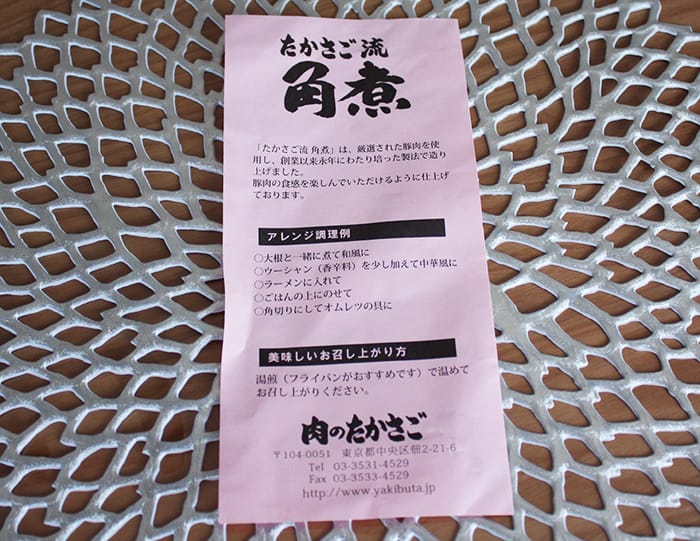 たかさご流
角煮
「たかさご流 角煮」は、厳選された豚肉を使
用し、創業以来永年にわたり培った製法で造り
上げました。
豚肉の食感を楽しんでいただけるように仕上げ
ております。
アレンジ調理例
○大根と一緒に煮て和風に
○ウーシャン（香辛料）を少し加えて中華風に
○ラーメンに入れて
○ごはんの上にのせて
○角切りにしてオムレツの具に
美味しいお召し上がり方
湯煎（フライパンがおすすめです）で温めて
お召し上がりください。
肉のたかさご
〒104-0051 東京都中央区佃2-21-6
Tel 03-3531-4529
Fax 03-3533-4529
http://www.yakibuta.jp